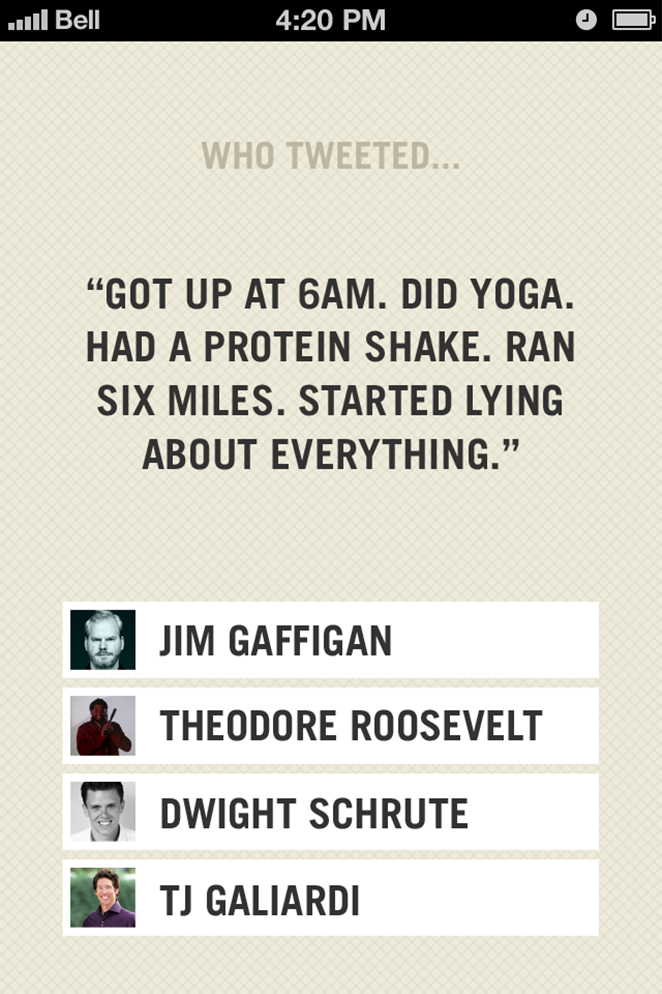 Bell 4:20 PM
WHO TWEETED...
“GOT UP AT 6AM. DID YOGA.
HAD A PROTEIN SHAKE. RAN
SIX MILES. STARTED LYING
ABOUT EVERYTHING.”
JIM GAFFIGAN
THEODORE ROOSEVELT
DWIGHT SCHRUTE
TJ GALIARDI